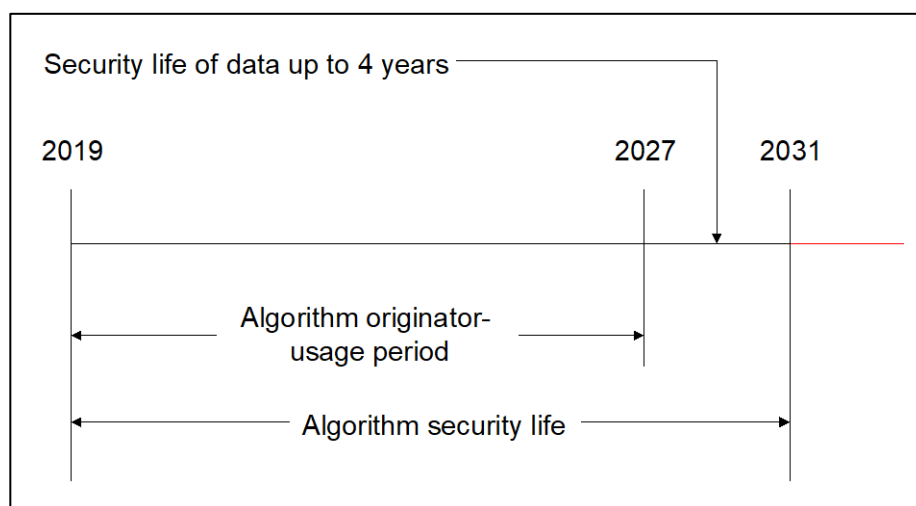 Security life of data up to 4 years
2019
2027
2031
Algorithm originator-
usage period
Algorithm security life